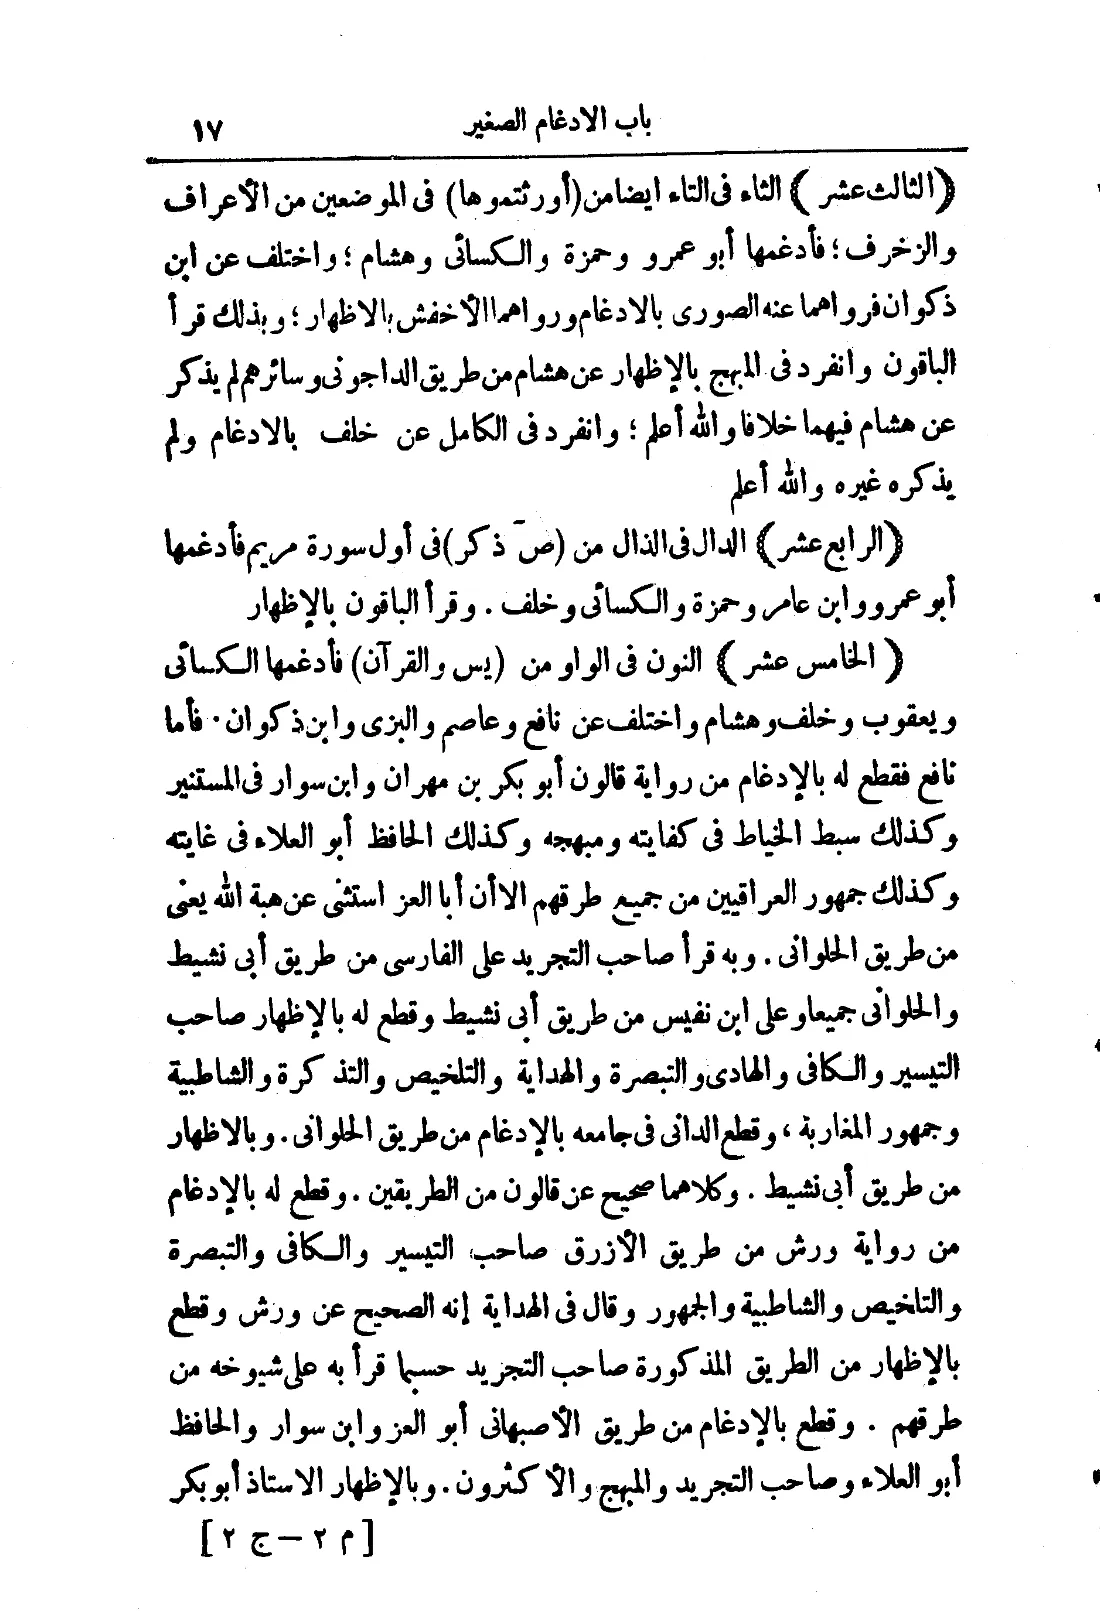 باب الادغام الصغير ١٧
(الثالث عشر) الثاء فى التاء ايضا من (أورثتموها) فى الموضعين من الأعراف
والزخرف؛ فأدغمها أبو عمرو وحمزة والكسائى وهشام؛ واختلف عن ابن
ذكوان فرواهما عنه الصورى بالادغام ورواهما الأخفش بالاظهار؛ وبذلك قرأ
الباقون وانفرد فى المبهج بالإظهار عن هشام من طريق الداجونى وسائرهم لم يذكر
عن هشام فيهما خلافا والله أعلم؛ وانفرد فى الكامل عن خلف بالادغام ولم
يذكره غيره والله أعلم
(الرابع عشر) الدال فى الذال من (صٓ ذكر) فى أول سورة مريم فأدغمها
أبو عمرو وابن عامر وحمزة والكسائى وخلف. وقرأ الباقون بالإظهار
(الخامس عشر) النون فى الواو من (يس والقرآن) فأدغمها الكسائى
ويعقوب وخلف وهشام واختلف عن نافع وعاصم والبزى وابن ذكوان. فأما
نافع فقطع له بالإدغام من رواية قالون أبو بكر بن مهران وابن سوار فى المستنير
وكذلك سبط الخياط فى كفايته ومبهجه وكذلك الحافظ أبو العلاء فى غايته
وكذلك جمهور العراقيين من جميع طرقهم الا أن أبا العز استثنى عن هبة الله يعنى
من طريق الحلوانى. وبه قرأ صاحب التجريد على الفارسى من طريق أبى نشيط
والحلوانى جميعا وعلى ابن نفيس من طريق أبى نشيط وقطع له بالإظهار صاحب
التيسير والكافى والهادى والتبصرة والهداية والتلخيص والتذكرة والشاطبية
وجمهور المغاربة، وقطع الدانى فى جامعه بالإدغام من طريق الحلوانى. وبالاظهار
من طريق أبى نشيط. وكلاهما صحيح عن قالون من الطريقين. وقطع له بالإدغام
من رواية ورش من طريق الأزرق صاحب التيسير والكافى والتبصرة
والتلخيص والشاطبية والجمهور وقال فى الهداية إنه الصحيح عن ورش وقطع
بالإظهار من الطريق المذكورة صاحب التجريد حسبما قرأ به على شيوخه من
طرقهم. وقطع بالإدغام من طريق الأصبهانى أبو العز وابن سوار والحافظ
أبو العلاء وصاحب التجريد والمبهج والأكثرون. وبالإظهار الاستاذ أبو بكر
[م ٢ – ج ٢]